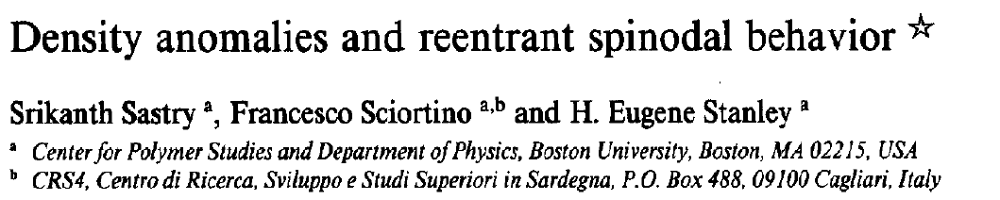 Density anomalies and reentrant spinodal behavior ☆
Srikanth Sastry a, Francesco Sciortino a,b and H. Eugene Stanley a
a Center for Polymer Studies and Department of Physics, Boston University, Boston, MA 02215, USA
b CRS4, Centro di Ricerca, Sviluppo e Studi Superiori in Sardegna, P.O. Box 488, 09100 Cagliari, Italy